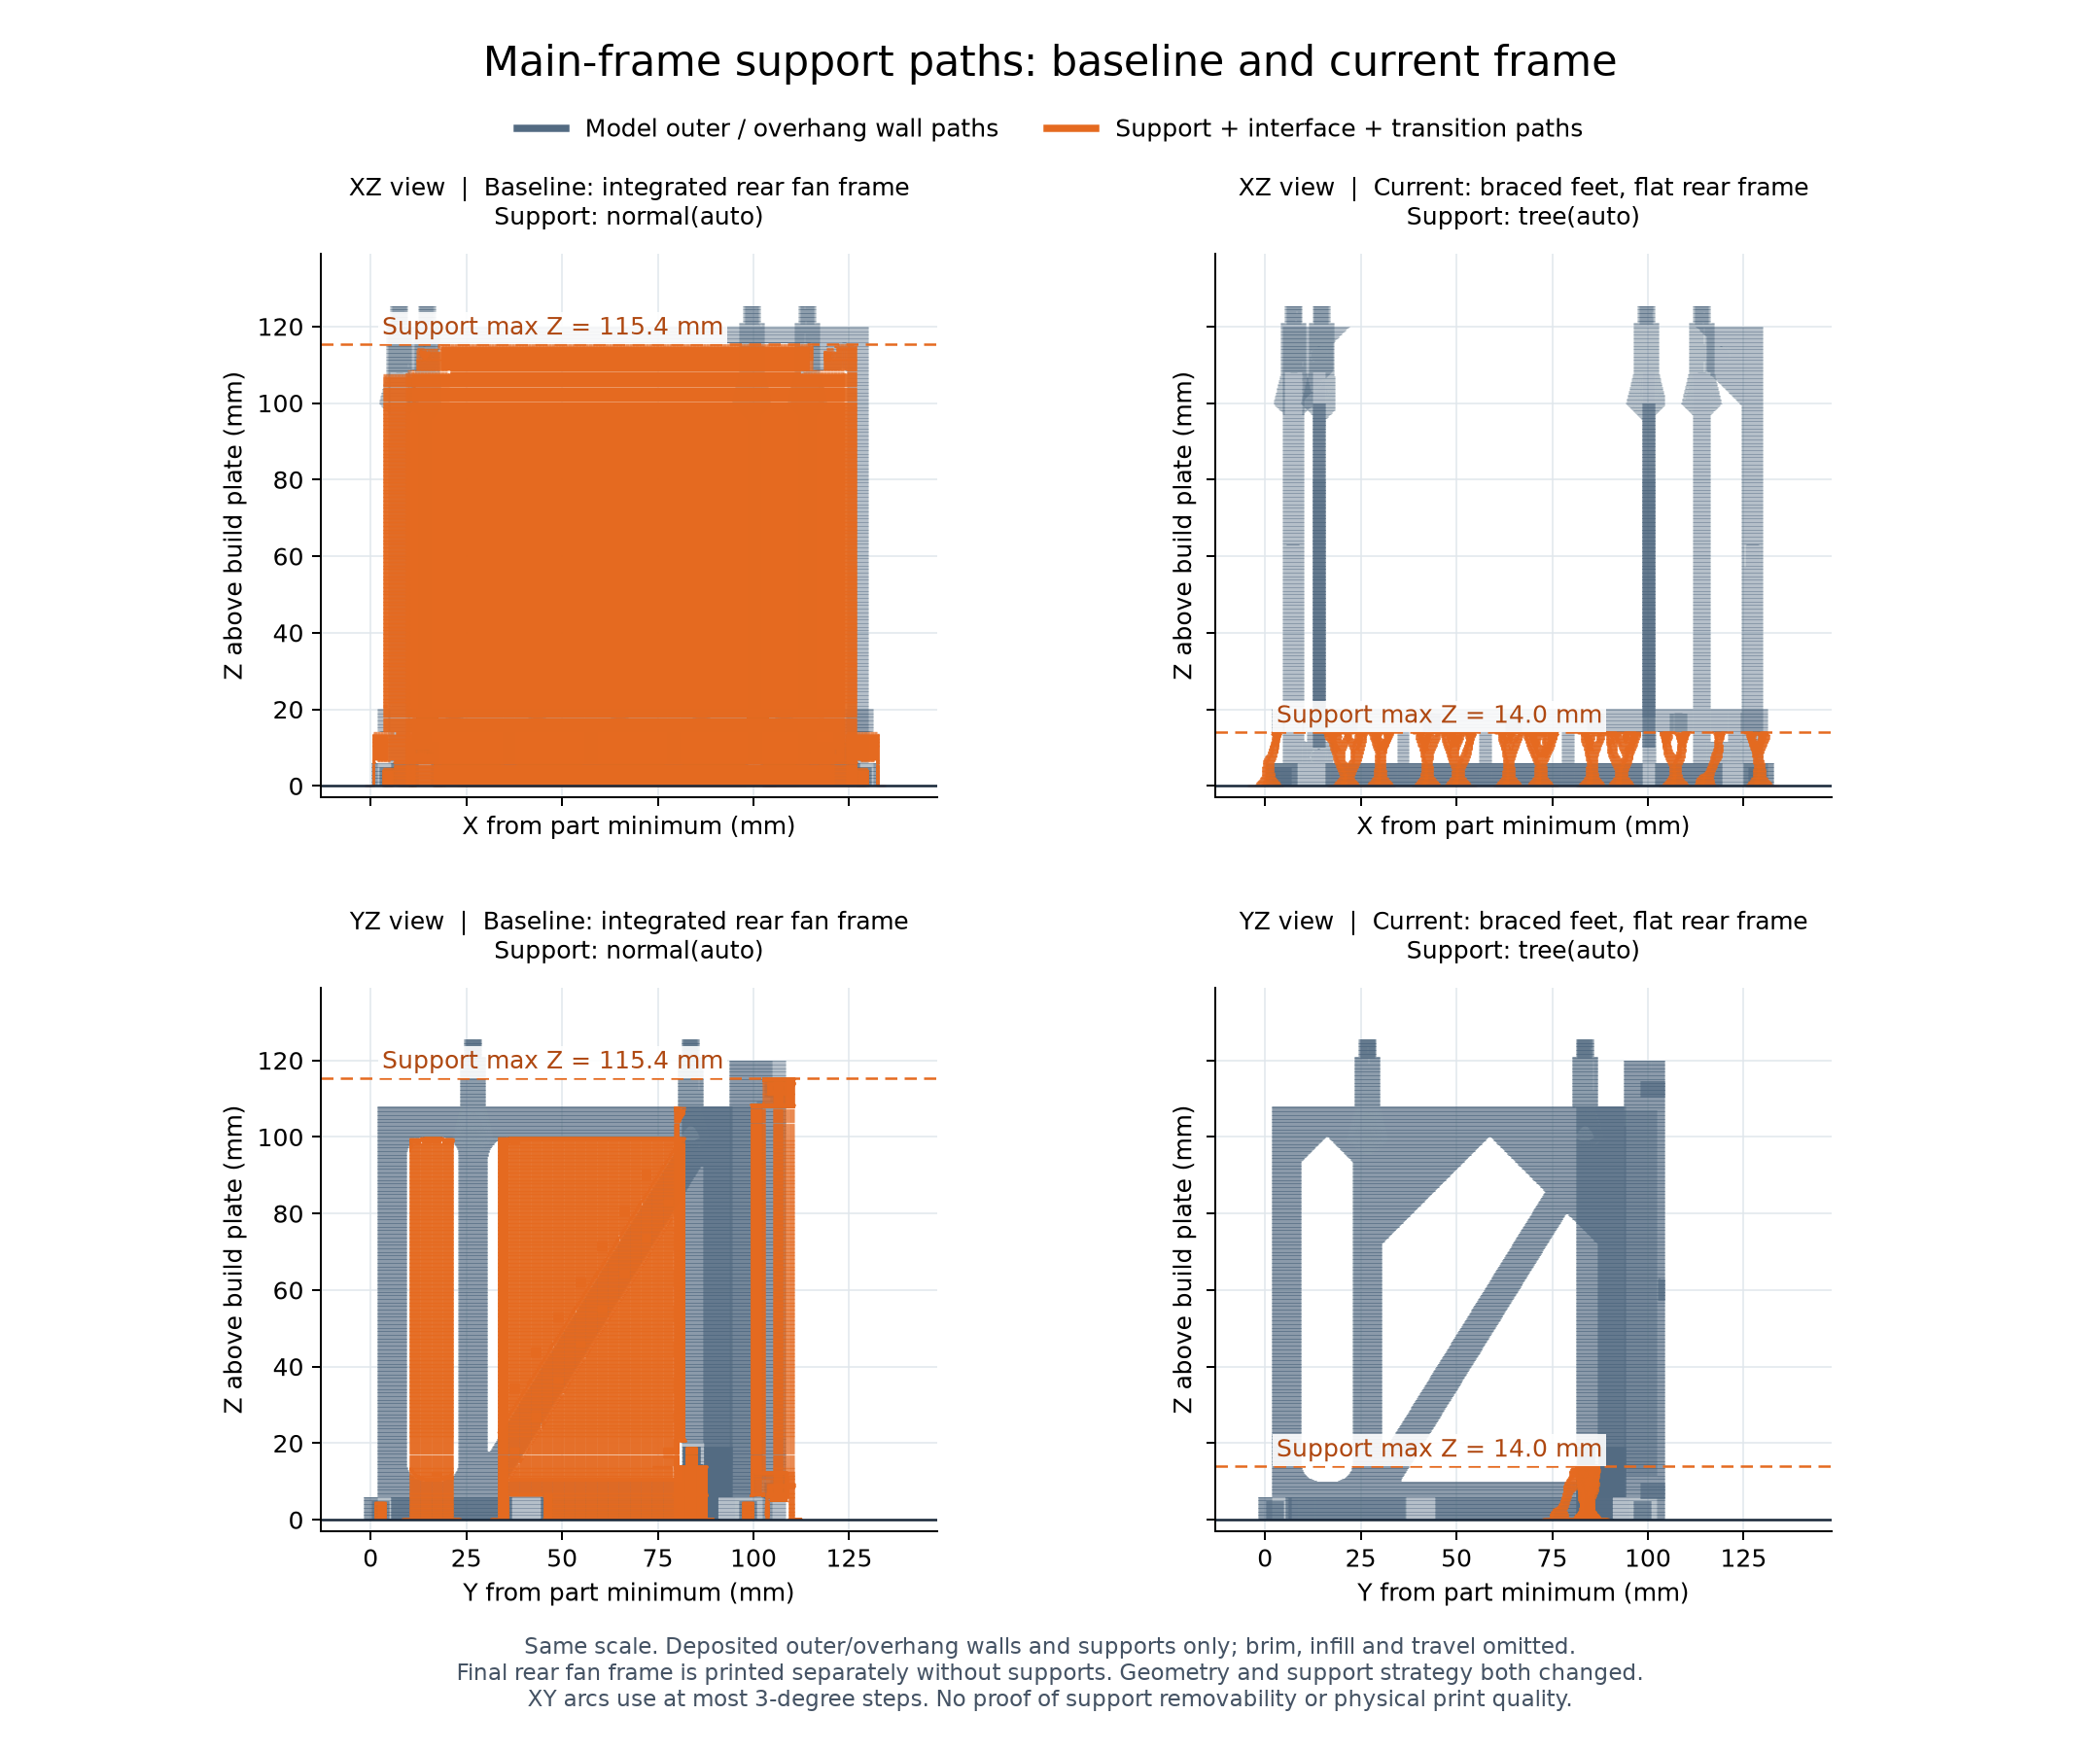 Main-frame support paths: baseline and current frame
Model outer / overhang wall paths
Support + interface + transition paths
XZ view | Baseline: integrated rear fan frame
Support: normal(auto)
Support max Z = 115.4 mm
120
100
80
60
40
20
0
Z above build plate (mm)
X from part minimum (mm)
XZ view | Current: braced feet, flat rear frame
Support: tree(auto)
Support max Z = 14.0 mm
Z above build plate (mm)
X from part minimum (mm)
YZ view | Baseline: integrated rear fan frame
Support: normal(auto)
Support max Z = 115.4 mm
120
100
80
60
40
20
0
Z above build plate (mm)
0 25 50 75 100 125
Y from part minimum (mm)
YZ view | Current: braced feet, flat rear frame
Support: tree(auto)
Support max Z = 14.0 mm
Z above build plate (mm)
0 25 50 75 100 125
Y from part minimum (mm)
Same scale. Deposited outer/overhang walls and supports only; brim, infill and travel omitted.
Final rear fan frame is printed separately without supports. Geometry and support strategy both changed.
XY arcs use at most 3-degree steps. No proof of support removability or physical print quality.